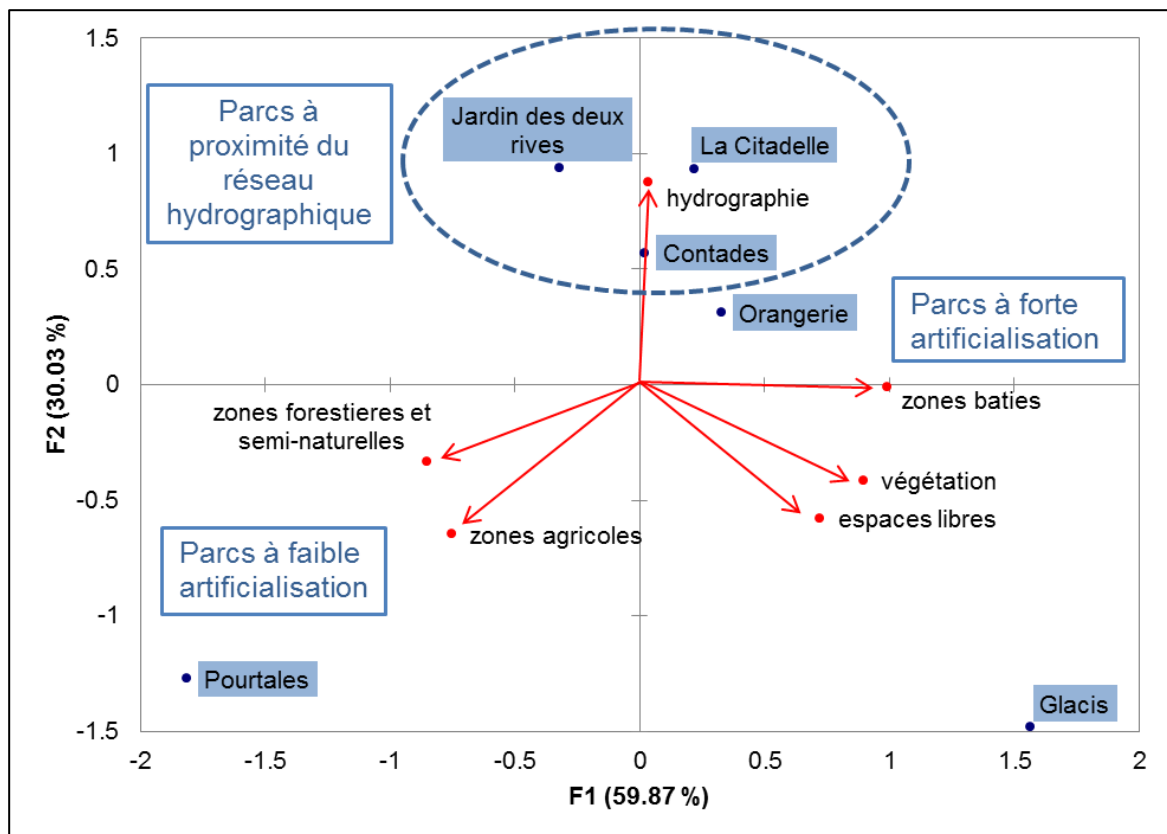 1.5
1
0.5
0
-0.5
-1
-1.5
F2 (30.03 %)
Parcs à
proximité du
réseau
hydrographique
Jardin des deux
rives
La Citadelle
hydrographie
Contades
Orangerie
Parcs à forte
artificialisation
zones forestieres et
semi-naturelles
zones baties
végétation
espaces libres
zones agricoles
Parcs à faible
artificialisation
Pourtales
Glacis
-2
-1.5
-1
-0.5
0
0.5
1
1.5
2
F1 (59.87 %)